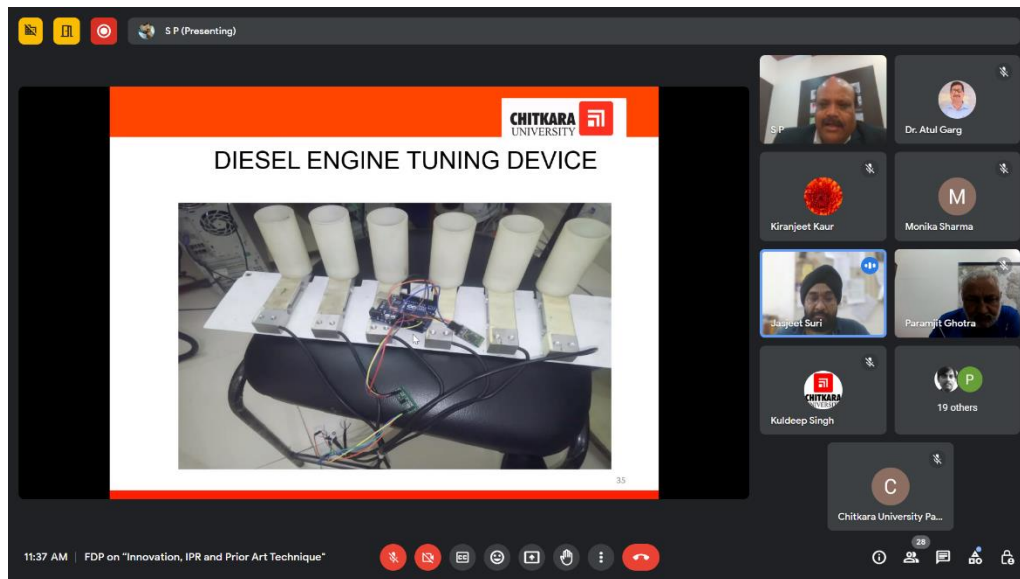 S P (Presenting)
CHITKARA
UNIVERSITY
DIESEL ENGINE TUNING DEVICE
35
S P
Dr. Atul Garg
Kiranjeet Kaur
M
Monika Sharma
Jasjeet Suri
Paramjit Ghotra
CHITKARA
UNIVERSITY
Kuldeep Singh
P
19 others
C
Chitkara University Pa...
11:37 AM | FDP on "Innovation, IPR and Prior Art Technique"
CC
28